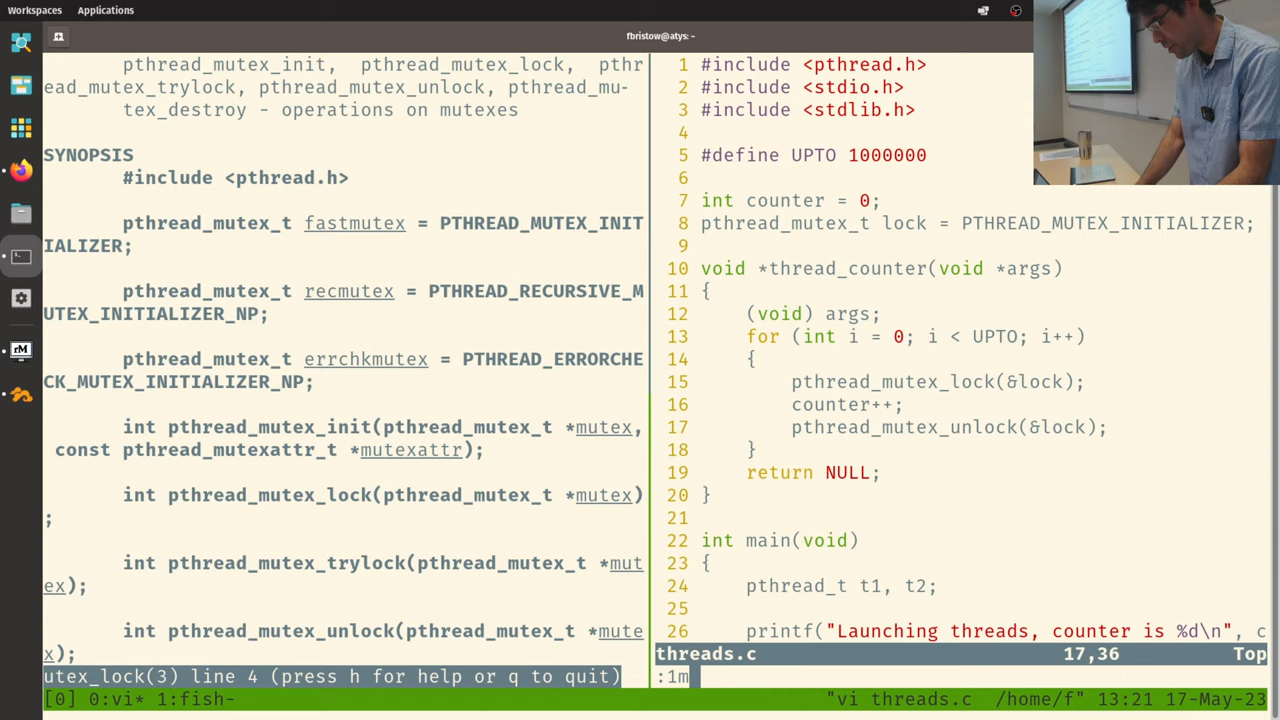 Workspaces Applications
fbristow@atys: ~
pthread_mutex_init, pthread_mutex_lock, pthr
ead_mutex_trylock, pthread_mutex_unlock, pthread_mu-
tex_destroy - operations on mutexes
SYNOPSIS
#include <pthread.h>
pthread_mutex_t fastmutex = PTHREAD_MUTEX_INIT
IALIZER;
pthread_mutex_t recmutex = PTHREAD_RECURSIVE_M
UTEX_INITIALIZER_NP;
pthread_mutex_t errchkmutex = PTHREAD_ERRORCHE
CK_MUTEX_INITIALIZER_NP;
int pthread_mutex_init(pthread_mutex_t *mutex,
const pthread_mutexattr_t *mutexattr);
int pthread_mutex_lock(pthread_mutex_t *mutex)
;
int pthread_mutex_trylock(pthread_mutex_t *mut
ex);
int pthread_mutex_unlock(pthread_mutex_t *mute
x);
utex_lock(3) line 4 (press h for help or q to quit)
1 #include <pthread.h>
2 #include <stdio.h>
3 #include <stdlib.h>
4
5 #define UPTO 1000000
6
7 int counter = 0;
8 pthread_mutex_t lock = PTHREAD_MUTEX_INITIALIZER;
9
10 void *thread_counter(void *args)
11 {
12 (void) args;
13 for (int i = 0; i < UPTO; i++)
14 {
15 pthread_mutex_lock(&lock);
16 counter++;
17 pthread_mutex_unlock(&lock);
18 }
19 return NULL;
20 }
21
22 int main(void)
23 {
24 pthread_t t1, t2;
25
26 printf("Launching threads, counter is %d\n", c
threads.c 17,36 Top
:1m
[0] 0:vi* 1:fish- "vi threads.c /home/f" 13:21 17-May-23
rM